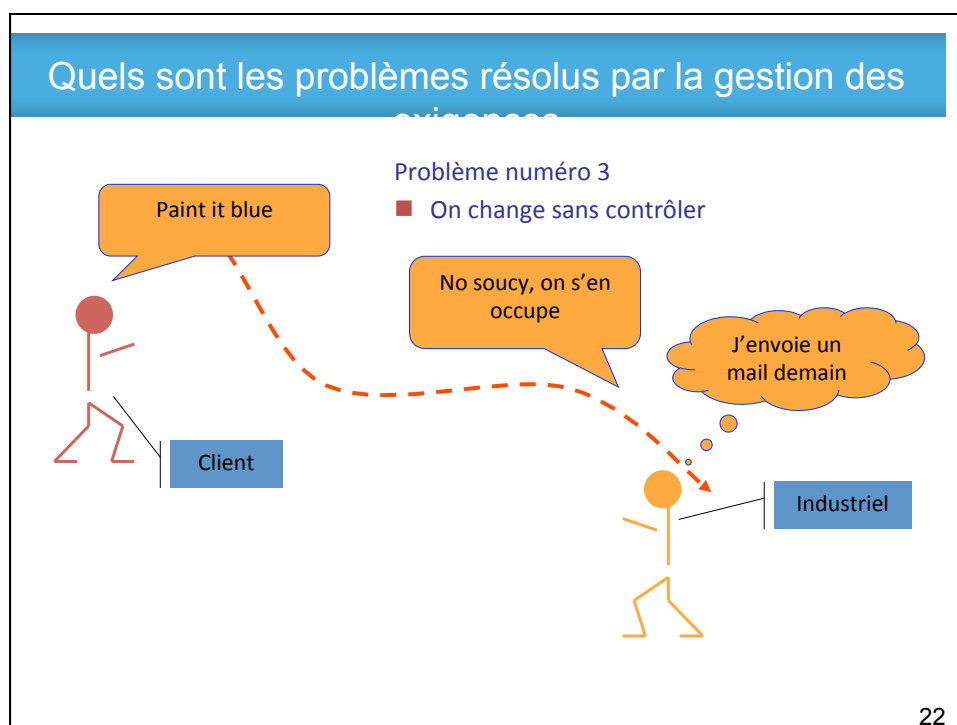 Quels sont les problèmes résolus par la gestion des
exigences
Problème numéro 3
On change sans contrôler
Paint it blue
No soucy, on s’en
occupe
J’envoie un
mail demain
Client
Industriel
22